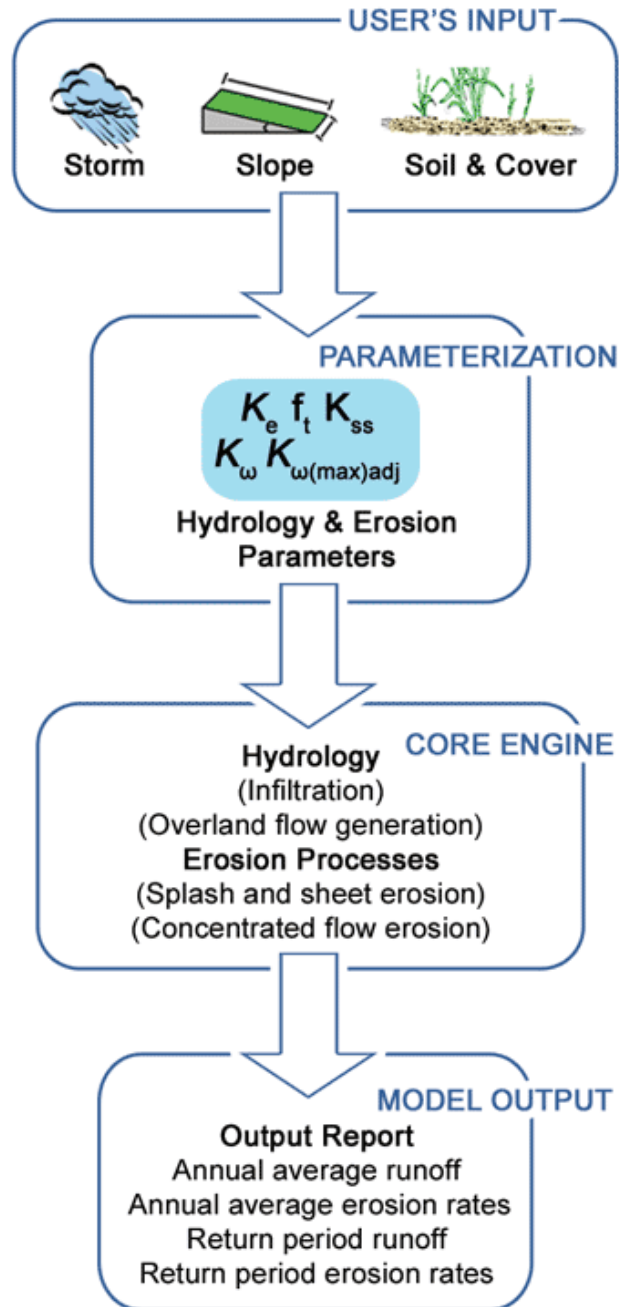 USER'S INPUT
Storm
Slope
Soil & Cover
PARAMETERIZATION
Kₑ fₜ Kₛₛ
K_ω K_ω(max)adj
Hydrology & Erosion
Parameters
CORE ENGINE
Hydrology
(Infiltration)
(Overland flow generation)
Erosion Processes
(Splash and sheet erosion)
(Concentrated flow erosion)
MODEL OUTPUT
Output Report
Annual average runoff
Annual average erosion rates
Return period runoff
Return period erosion rates